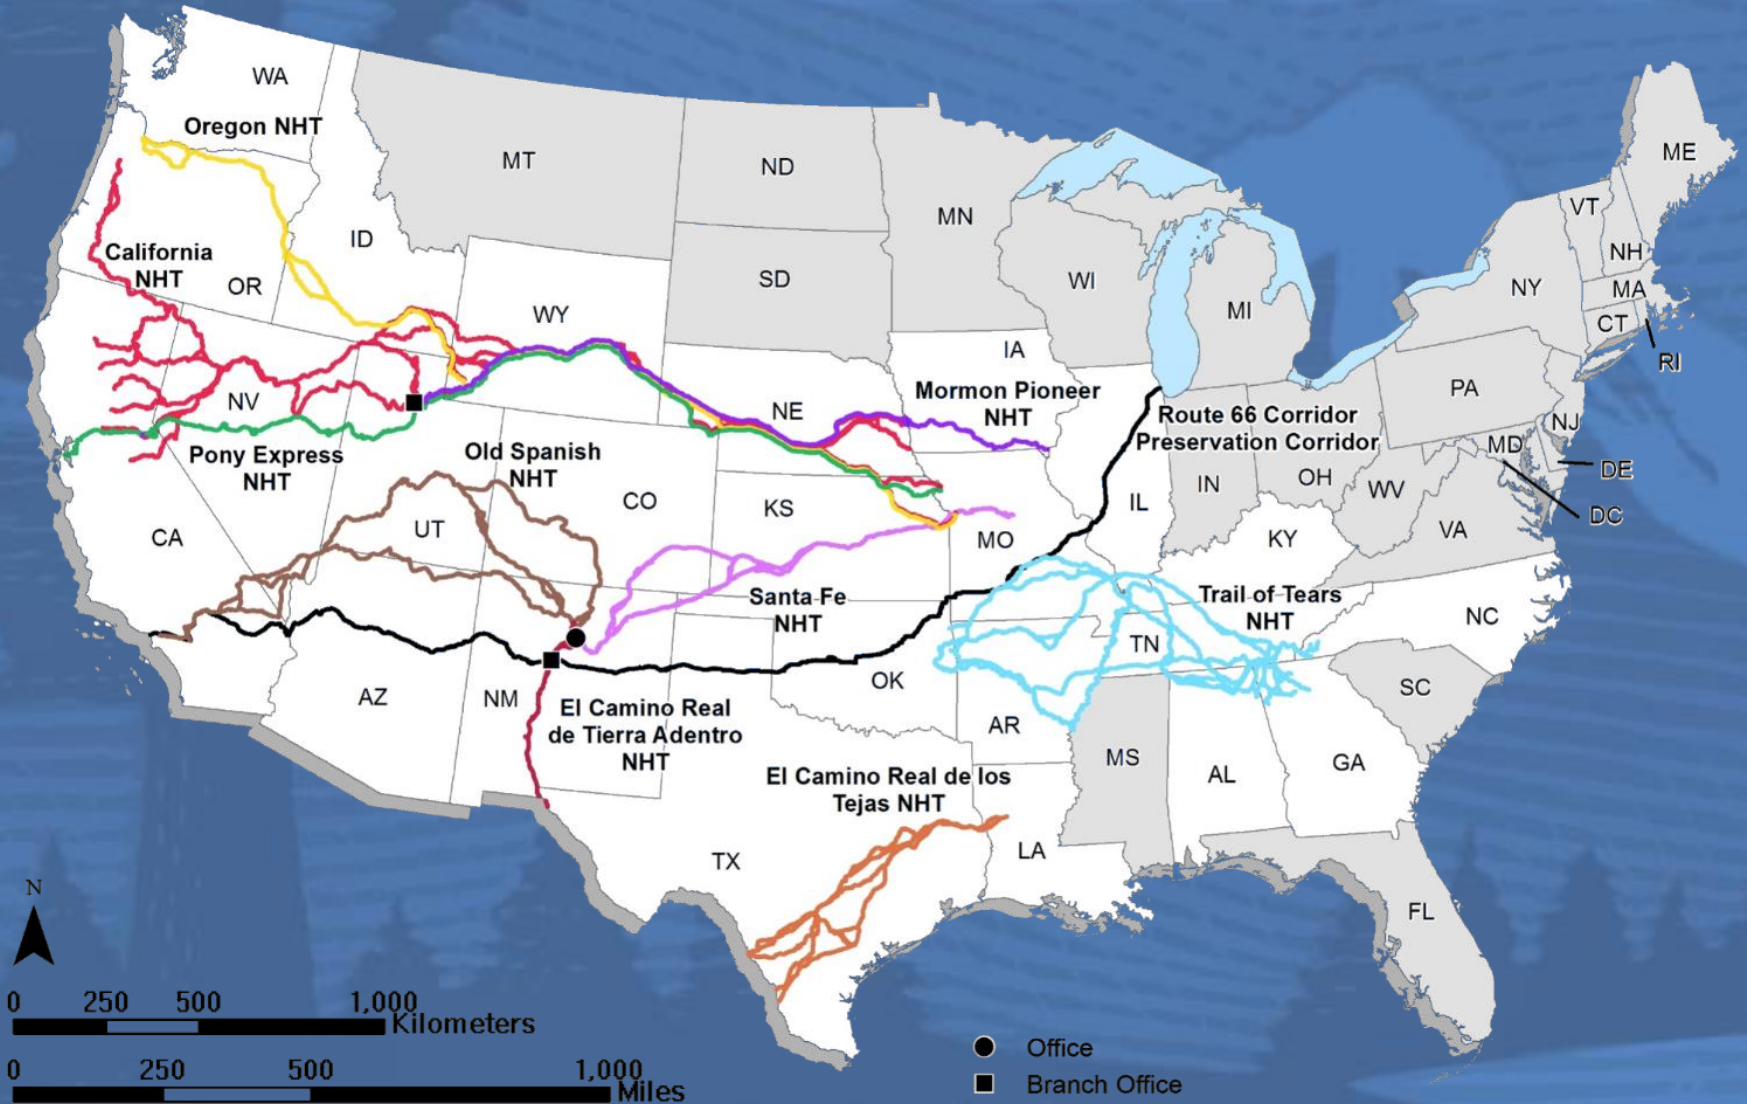 WA
Oregon NHT
MT
ND
MN
ME
VT
NH
California
NHT
ID
OR
SD
WI
MI
NY
MA
CT
RI
WY
IA
Mormon Pioneer
NHT
NE
NV
PA
NJ
Route 66 Corridor
Preservation Corridor
MD
DE
DC
Pony Express
NHT
Old Spanish
NHT
CO
KS
IL
IN
OH
WV
VA
CA
UT
MO
KY
Santa Fe
NHT
Trail of Tears
NHT
NC
TN
AZ
NM
OK
SC
El Camino Real
de Tierra Adentro
NHT
AR
MS
AL
GA
El Camino Real de los
Tejas NHT
TX
LA
FL
N
0 250 500 1,000
Kilometers
0 250 500 1,000
Miles
Office
Branch Office